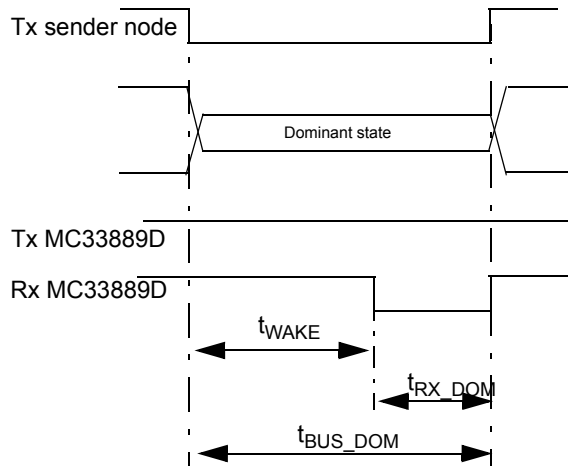 Tx sender node
Dominant state
Tx MC33889D
Rx MC33889D
tWAKE
tRX_DOM
tBUS_DOM